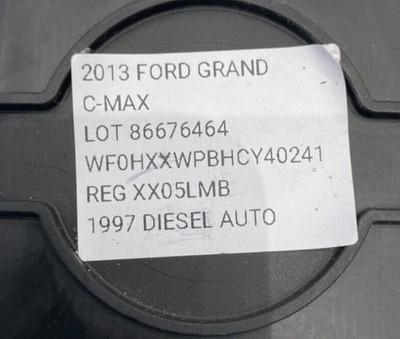 2013 FORD GRAND
C-MAX
LOT 86676464
WF0HXXWPBHCY40241
REG XX05LMB
1997 DIESEL AUTO